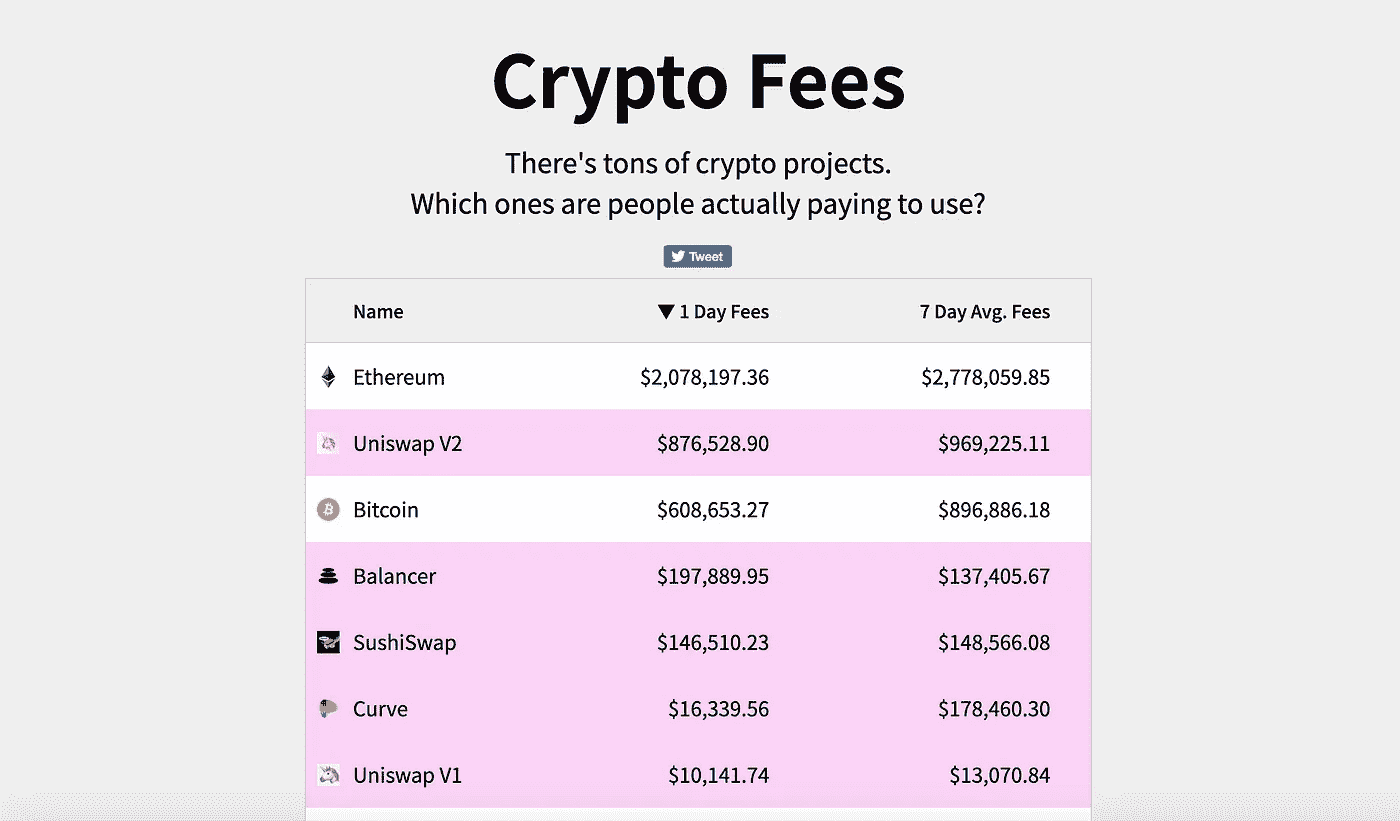 Crypto Fees
There's tons of crypto projects.
Which ones are people actually paying to use?
Tweet
Name ▼ 1 Day Fees 7 Day Avg. Fees
Ethereum $2,078,197.36 $2,778,059.85
Uniswap V2 $876,528.90 $969,225.11
Bitcoin $608,653.27 $896,886.18
Balancer $197,889.95 $137,405.67
SushiSwap $146,510.23 $148,566.08
Curve $16,339.56 $178,460.30
Uniswap V1 $10,141.74 $13,070.84